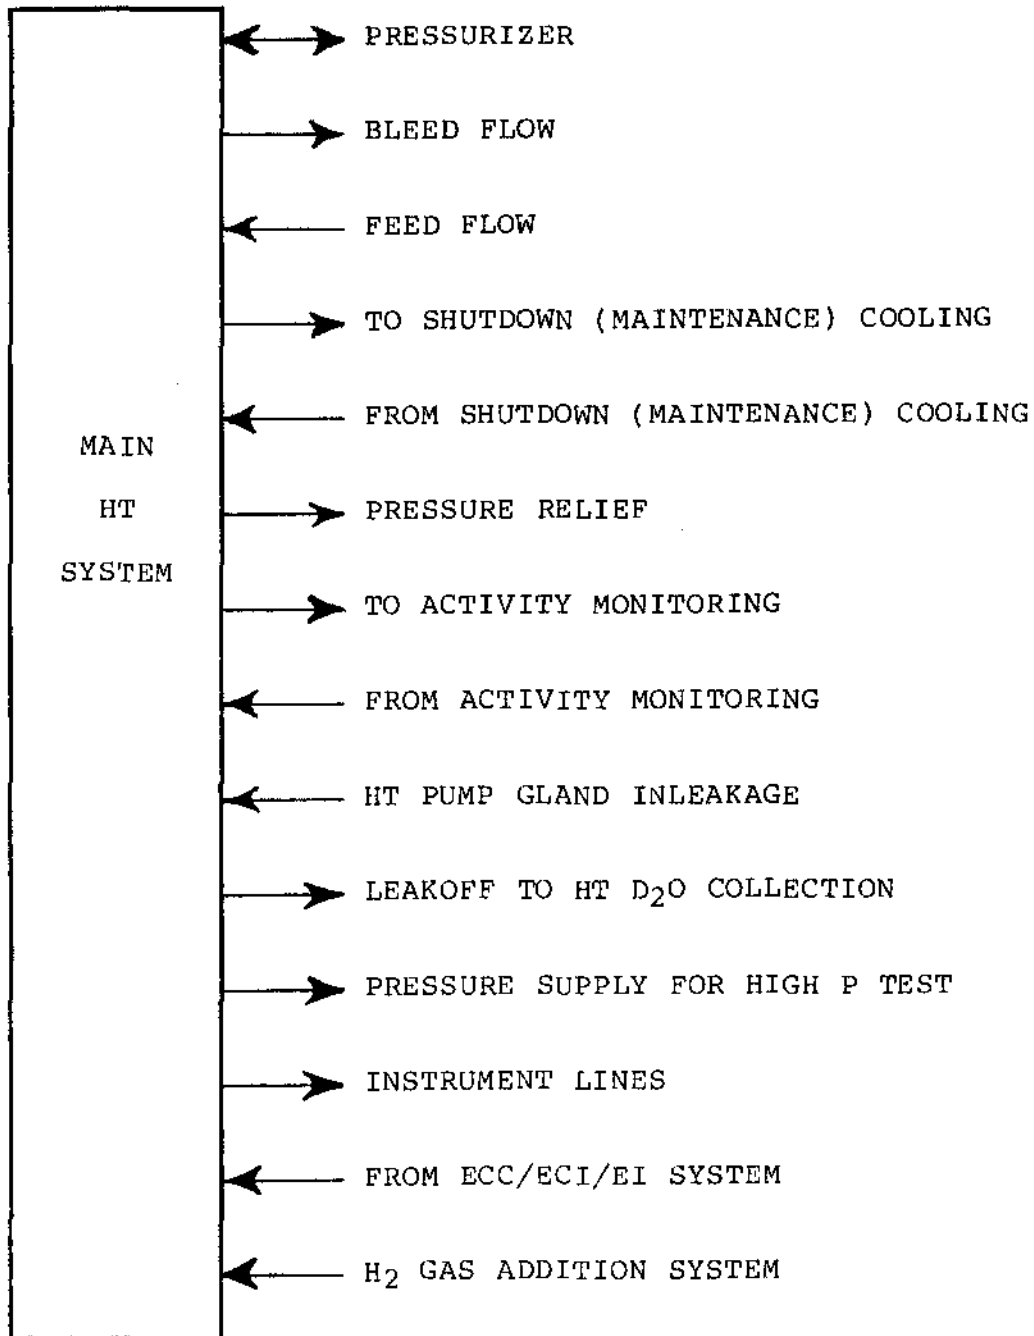 PRESSURIZER
BLEED FLOW
FEED FLOW
TO SHUTDOWN (MAINTENANCE) COOLING
FROM SHUTDOWN (MAINTENANCE) COOLING
MAIN
HT
SYSTEM
PRESSURE RELIEF
TO ACTIVITY MONITORING
FROM ACTIVITY MONITORING
HT PUMP GLAND INLEAKAGE
LEAKOFF TO HT D₂O COLLECTION
PRESSURE SUPPLY FOR HIGH P TEST
INSTRUMENT LINES
FROM ECC/ECI/EI SYSTEM
H₂ GAS ADDITION SYSTEM